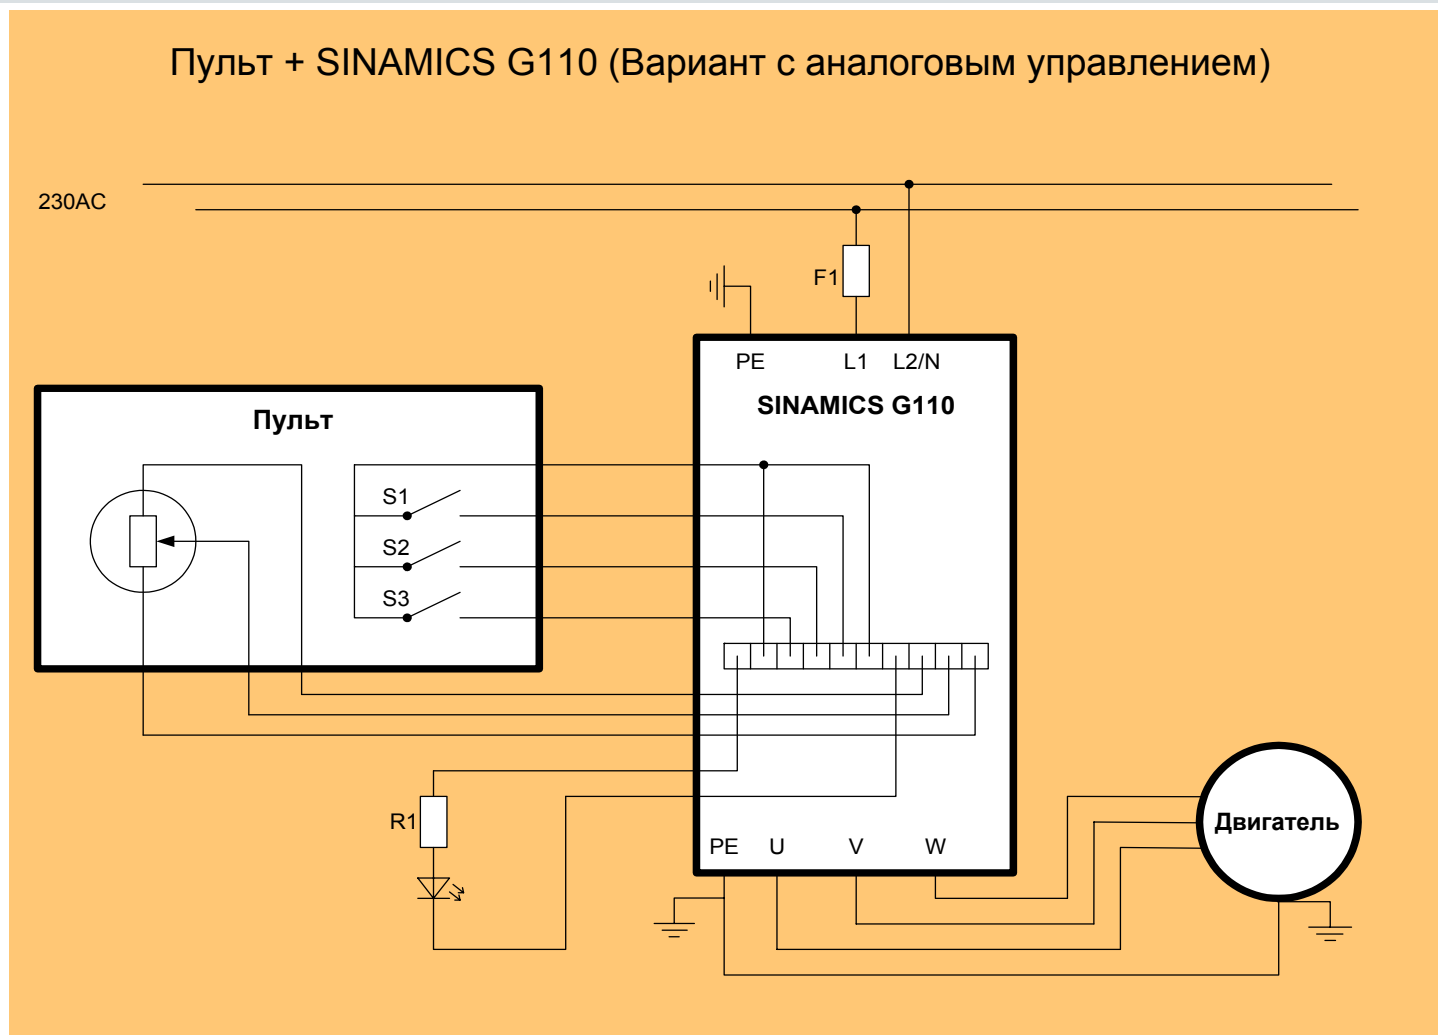 Пульт + SINAMICS G110 (Вариант с аналоговым управлением)
230AC
F1
PE L1 L2/N
SINAMICS G110
Пульт
S1
S2
S3
R1
PE U V W
Двигатель